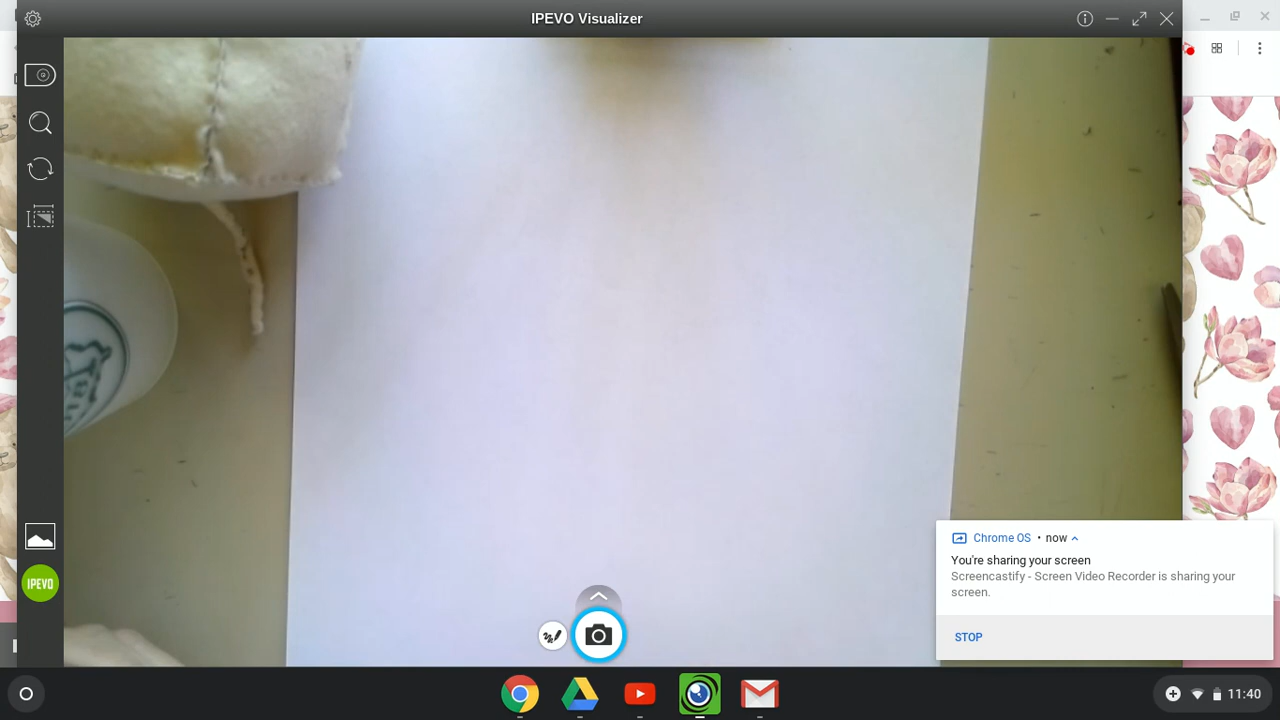 IPEVO Visualizer
IPEVO
Chrome OS • now
You're sharing your screen
Screencastify - Screen Video Recorder is sharing your
screen.
STOP
11:40